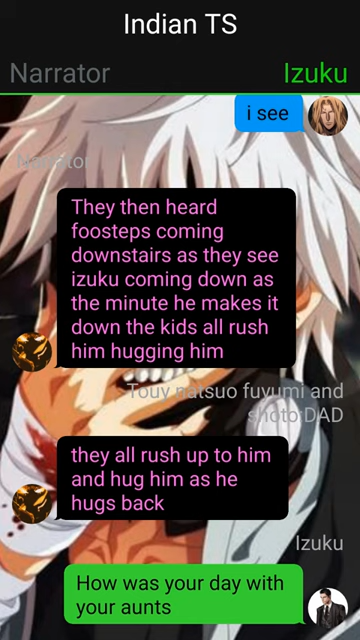 Indian TS
Narrator
Izuku
i see
Narrator
They then heard
foosteps coming
downstairs as they see
izuku coming down as
the minute he makes it
down the kids all rush
him hugging him
Touy natsuo fuyumi and
shoto:DAD
they all rush up to him
and hug him as he
hugs back
Izuku
How was your day with
your aunts